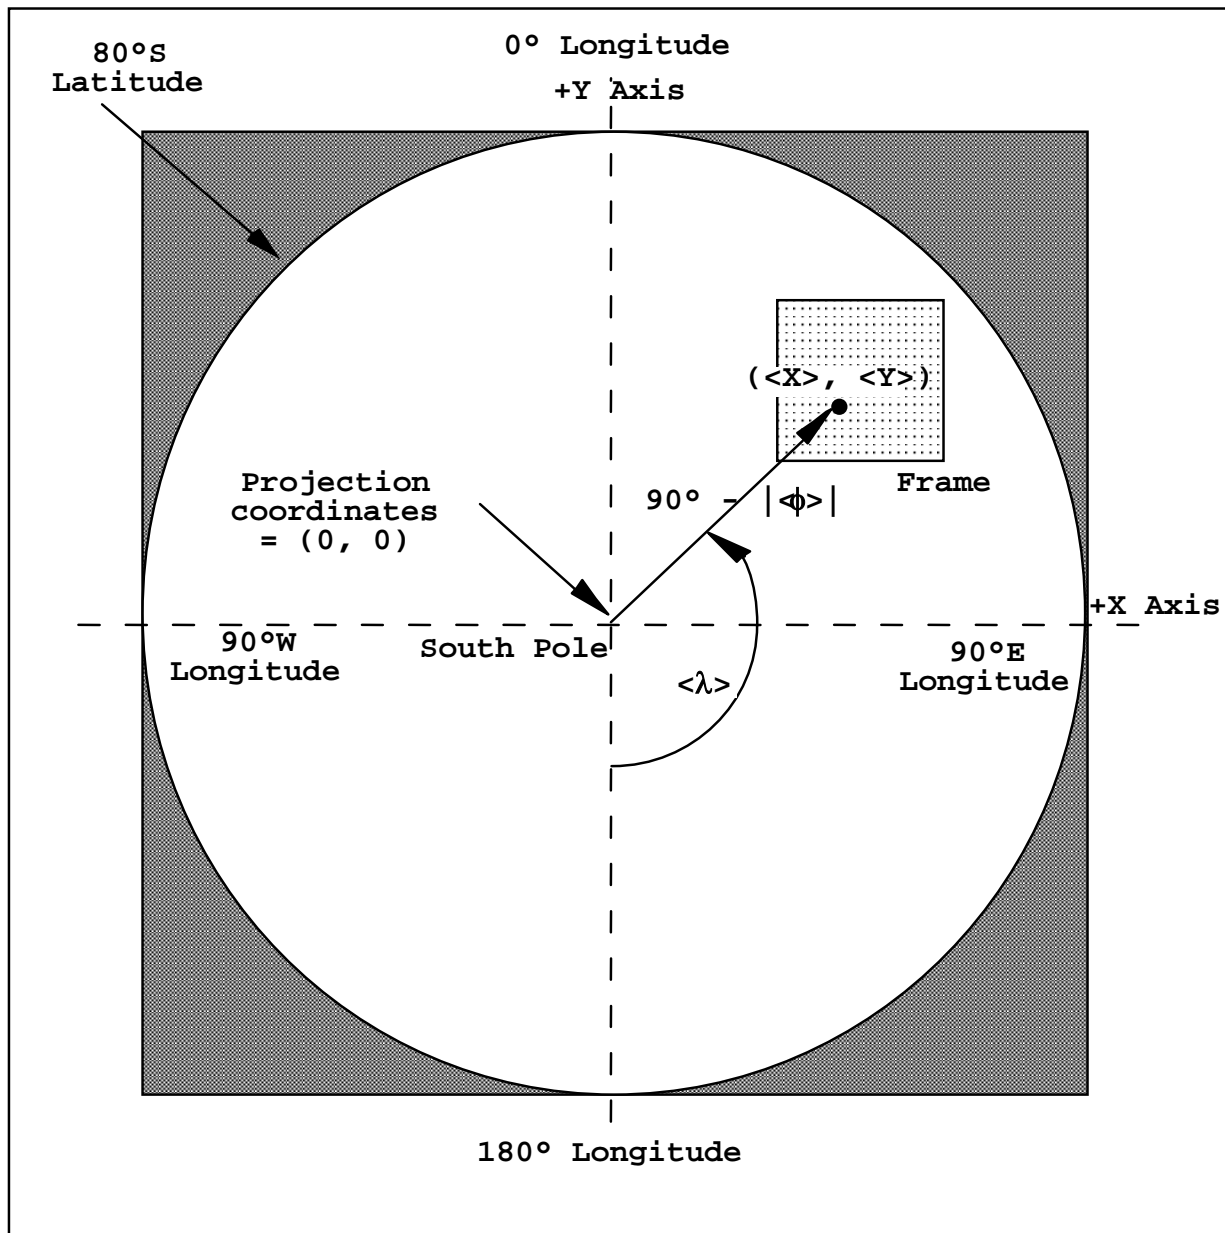 80°S
Latitude
0° Longitude
+Y Axis
(<X>, <Y>)
Frame
90° - |<ϕ>|
Projection
coordinates
= (0, 0)
+X Axis
90°W
Longitude
South Pole
90°E
Longitude
<λ>
180° Longitude